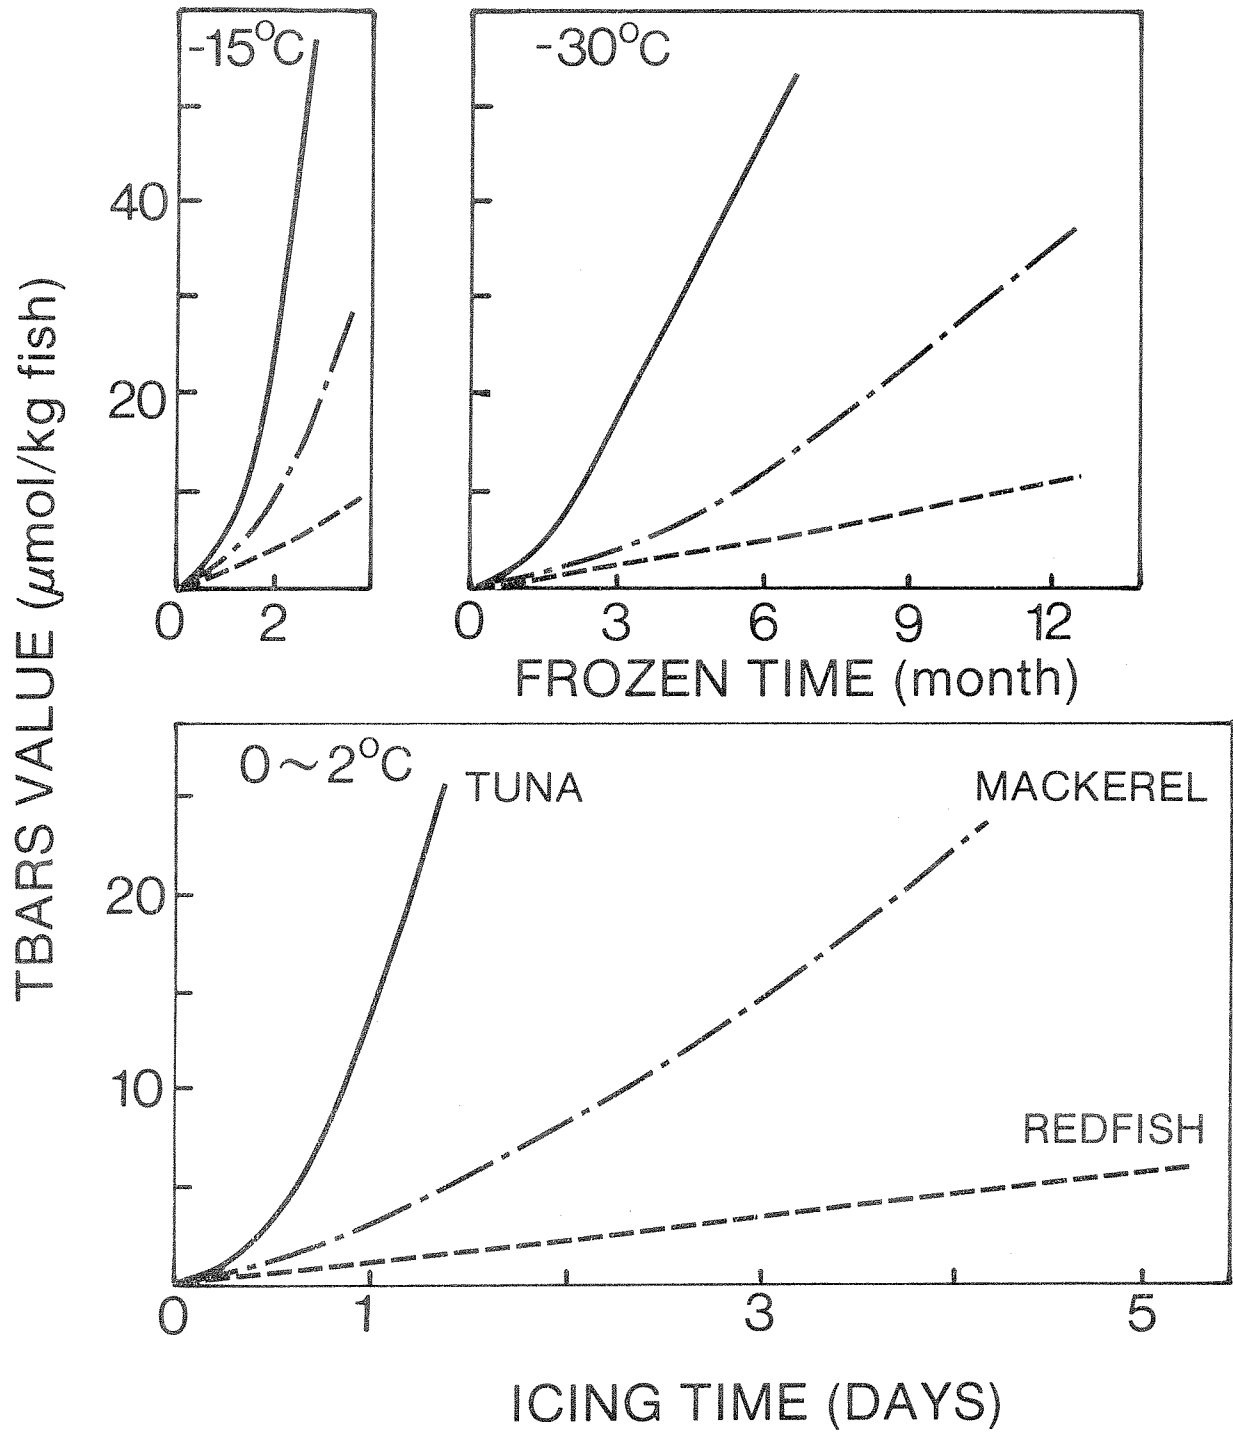 -15°C
-30°C
40
20
0 2
0 3 6 9 12
FROZEN TIME (month)
TBARS VALUE (μmol/kg fish)
0~2°C
TUNA
MACKEREL
20
10
REDFISH
0 1 3 5
ICING TIME (DAYS)